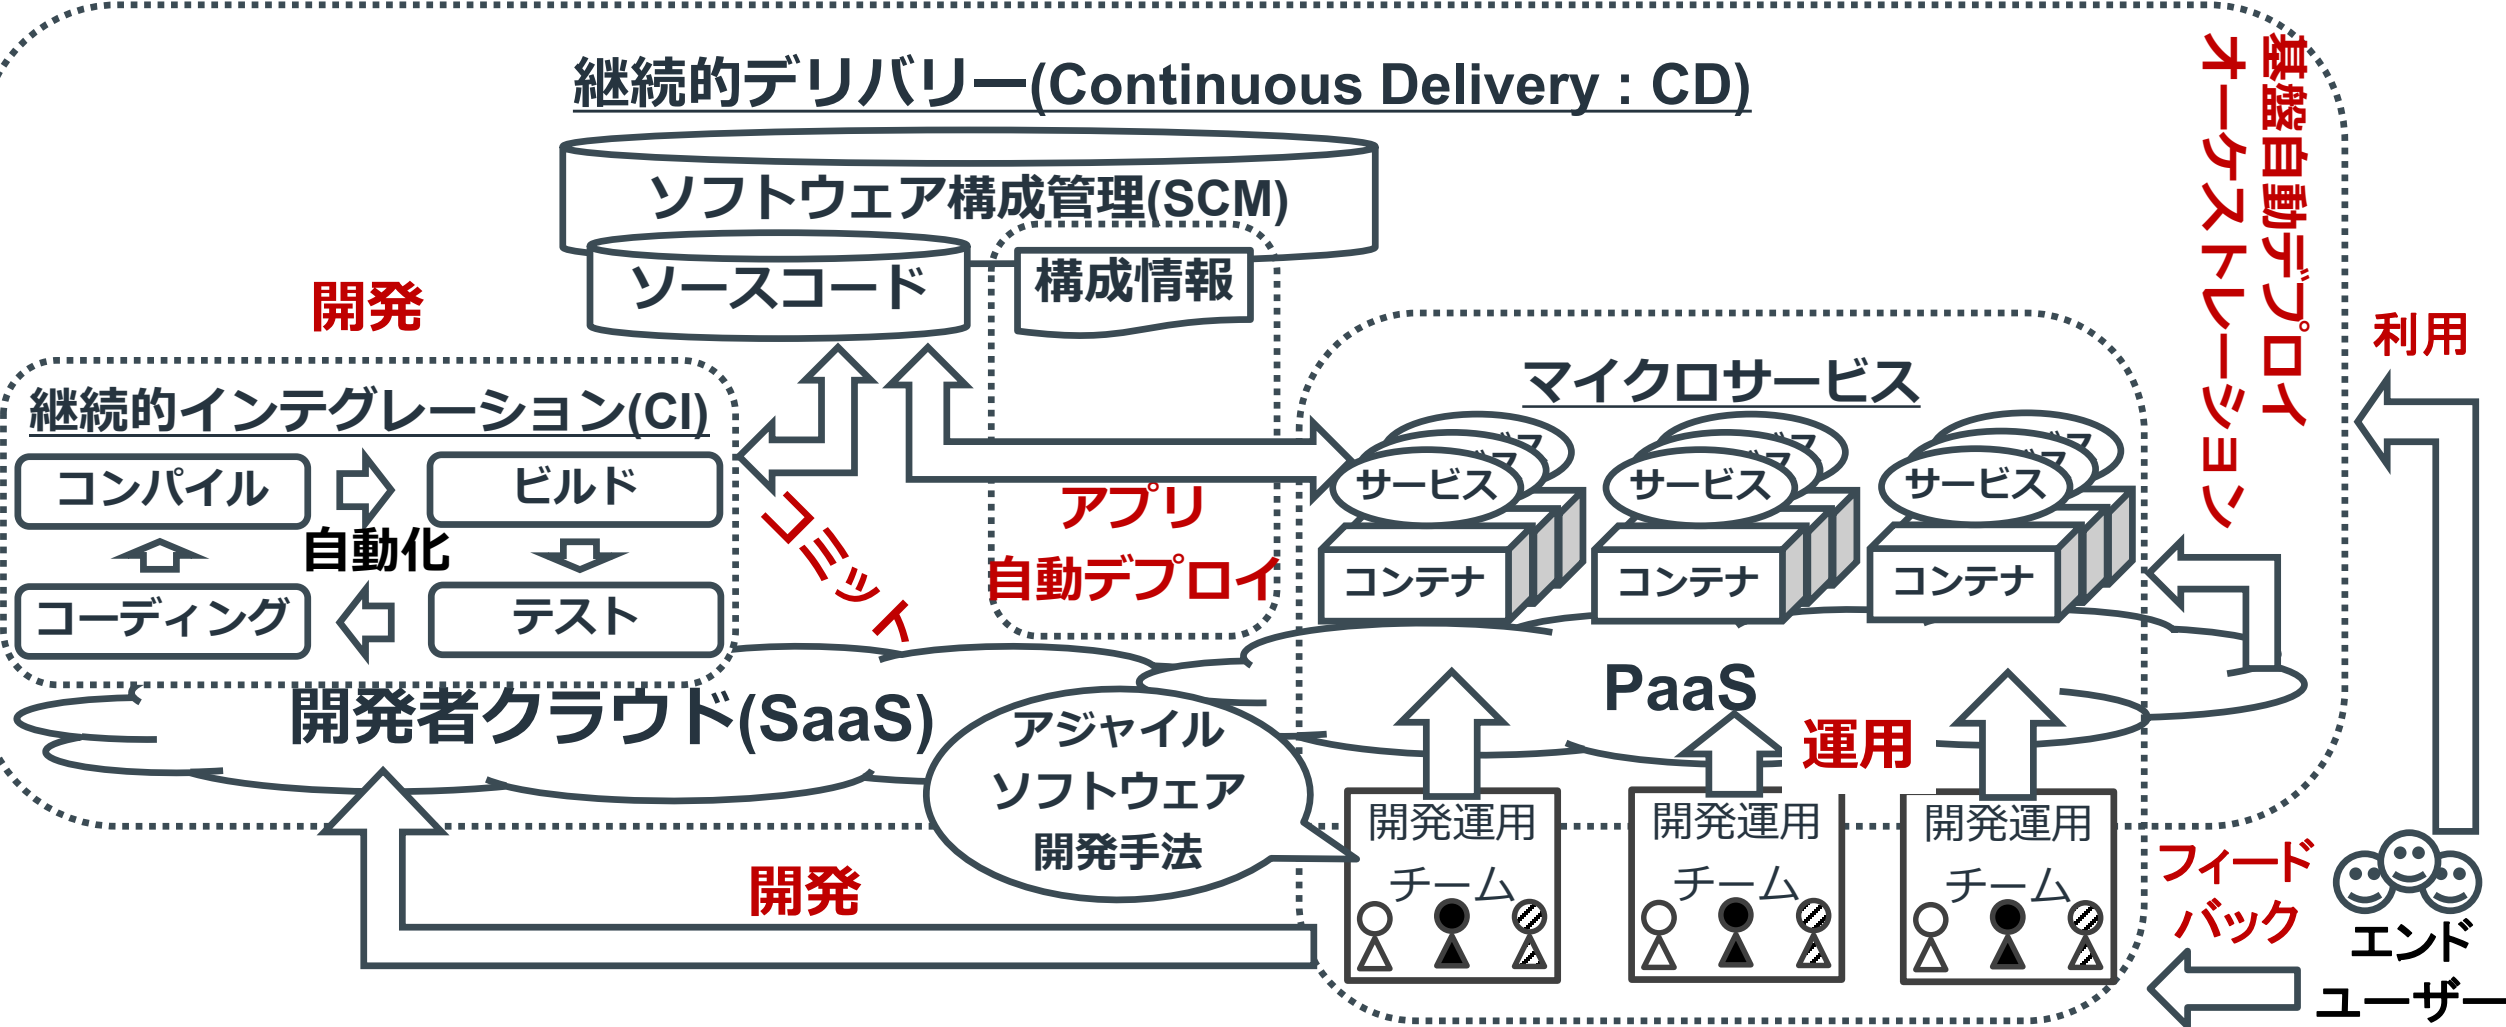 継続的デリバリー(Continuous Delivery：CD)
ソフトウェア構成管理(SCM)
ソースコード
構成情報
開発
継続的インテグレーション(CI)
コンパイル
ビルド
自動化
コーディング
テスト
コミット
アプリ
自動デプロイ
マイクロサービス
サービス
サービス
サービス
コンテナ
コンテナ
コンテナ
基盤自動デプロイ
オーケストレーション
利用
開発者クラウド(SaaS)
PaaS
アジャイル
ソフトウェア
開発手法
運用
開発
開発運用
チーム
開発運用
チーム
開発運用
チーム
フィード
バック
エンド
ユーザー